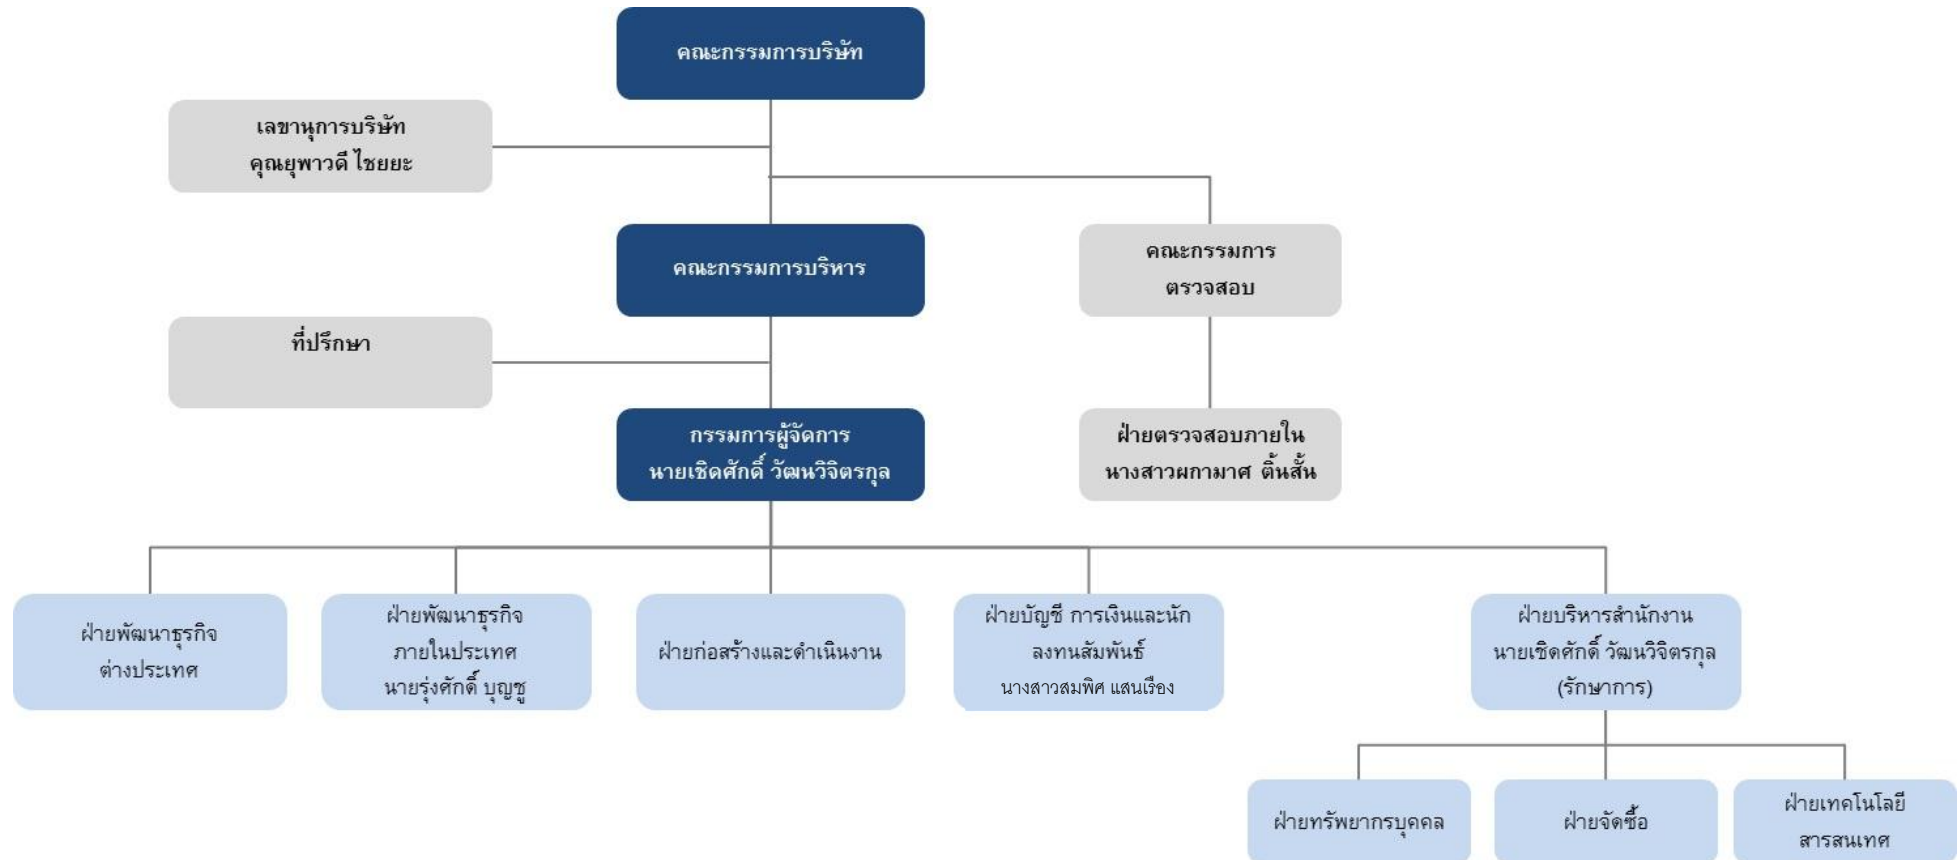 คณะกรรมการบริษัท
เลขานุการบริษัท
คุณยุพาวดี ไชยยะ
คณะกรรมการบริหาร
คณะกรรมการ
ตรวจสอบ
ที่ปรึกษา
กรรมการผู้จัดการ
นายเชิดศักดิ์ วัฒนวิจิตรกุล
ฝ่ายตรวจสอบภายใน
นางสาวผกามาศ ติ้นสั้น
ฝ่ายพัฒนาธุรกิจ
ต่างประเทศ
ฝ่ายพัฒนาธุรกิจ
ภายในประเทศ
นายรุ่งศักดิ์ บุญชู
ฝ่ายก่อสร้างและดำเนินงาน
ฝ่ายบัญชี การเงินและนัก
ลงทุนสัมพันธ์
นางสาวสมพิศ แสนเรือง
ฝ่ายบริหารสำนักงาน
นายเชิดศักดิ์ วัฒนวิจิตรกุล
(รักษาการ)
ฝ่ายทรัพยากรบุคคล
ฝ่ายจัดซื้อ
ฝ่ายเทคโนโลยี
สารสนเทศ